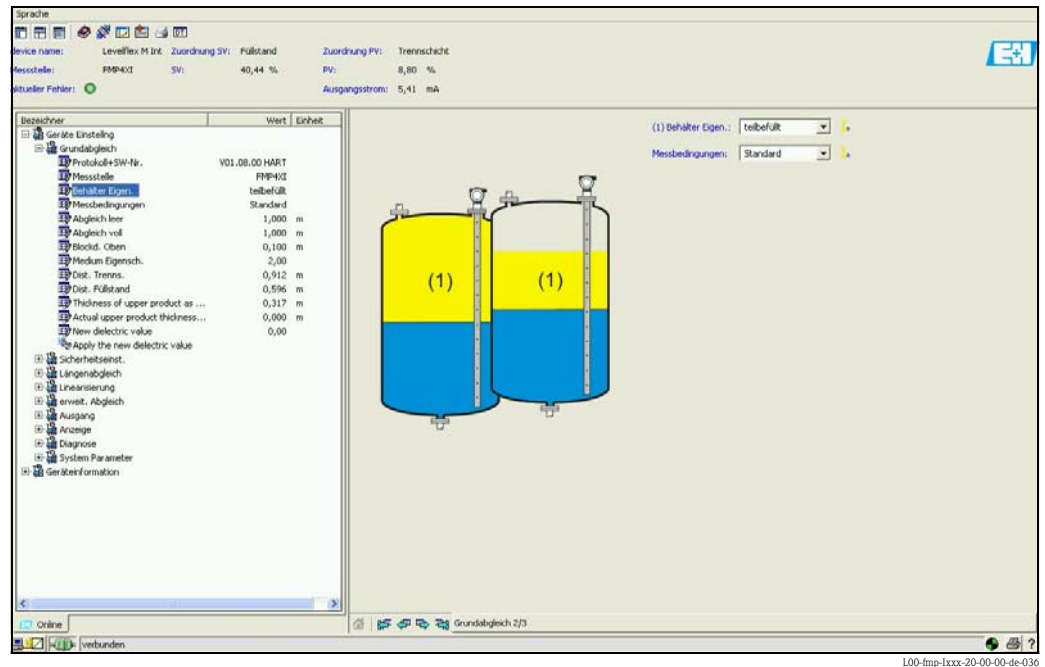 Sprache
device name: Levelflex M Int Zuordnung SV: Füllstand Zuordnung PV: Trennschicht
Messstelle: FMP4XI SV: 40,44 % PV: 8,80 %
aktueller Fehler: Ausgangsstrom: 5,41 mA
E+H
Bezeichner Wert Einheit
Geräte Einstellng
Grundabgleich
Protokoll+SW-Nr. V01.08.00 HART
Messstelle FMP4XI
Behälter Eigen. teilbefüllt
Messbedingungen Standard
Abgleich leer 1,000 m
Abgleich voll 1,000 m
Blockd. Oben 0,100 m
Medium Eigensch. 2,00
Dist. Trenns. 0,912 m
Dist. Füllstand 0,596 m
Thickness of upper product as ... 0,317 m
Actual upper product thickness... 0,000 m
New dielectric value 0,00
Apply the new dielectric value
Sicherheitseinst.
Längenabgleich
Linearisierung
erweit. Abgleich
Ausgang
Anzeige
Diagnose
System Parameter
Geräteinformation
(1) Behälter Eigen.: teibefüllt
Messbedingungen: Standard
(1) (1)
Online
Grundabgleich 2/3
verbunden
L00-fmp-Ixxx-20-00-00-de-036